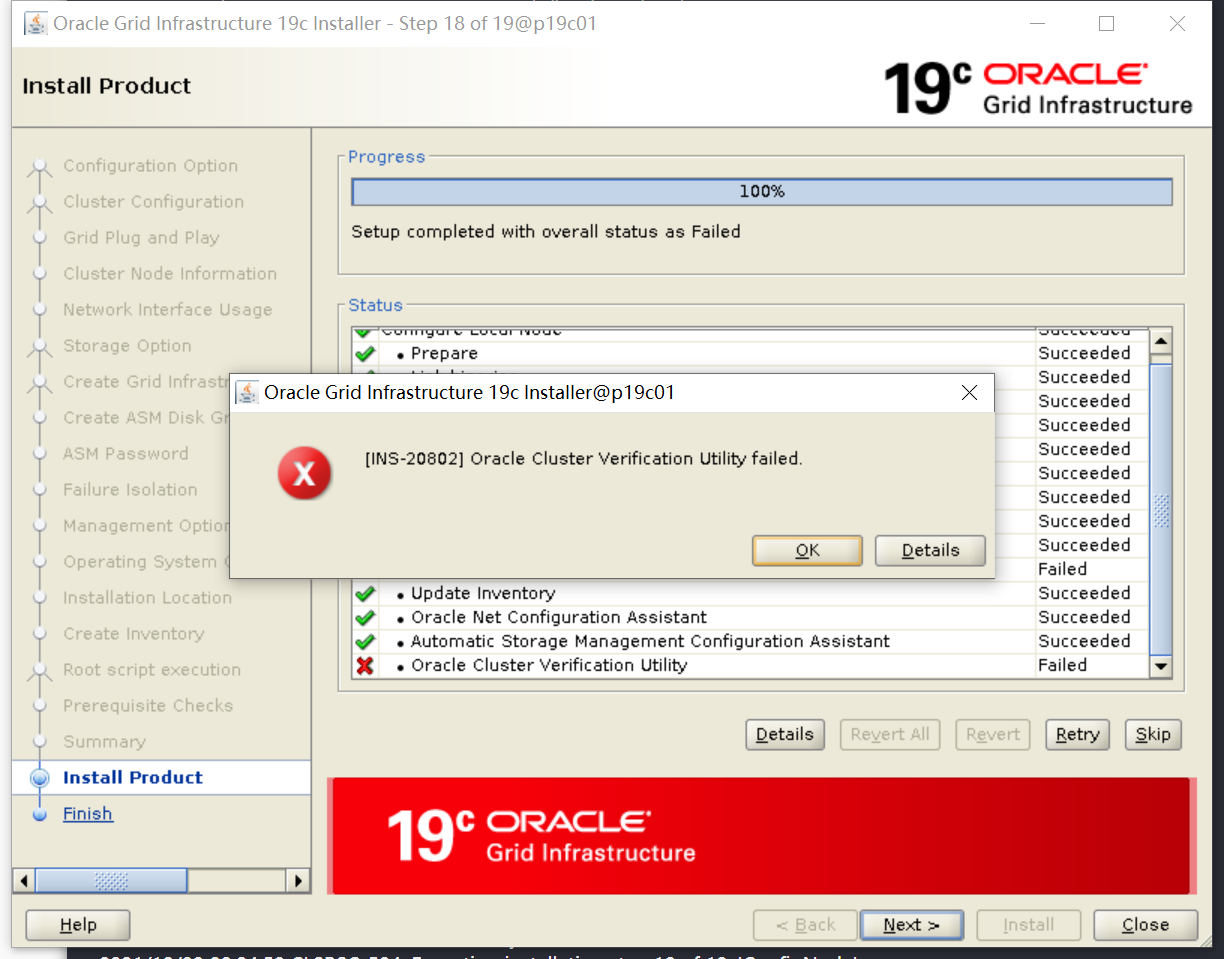 Oracle Grid Infrastructure 19c Installer - Step 18 of 19@p19c01
Install Product
19c ORACLE
Grid Infrastructure
Configuration Option
Cluster Configuration
Grid Plug and Play
Cluster Node Information
Network Interface Usage
Storage Option
Create Grid Infrastr
Create ASM Disk Gr
ASM Password
Failure Isolation
Management Option
Operating System
Installation Location
Create Inventory
Root script execution
Prerequisite Checks
Summary
Install Product
Finish
Progress
100%
Setup completed with overall status as Failed
Status
Configure Local Node Succeeded
• Prepare Succeeded
Succeeded
Succeeded
Succeeded
Succeeded
Succeeded
Succeeded
Succeeded
Succeeded
Failed
• Update Inventory Succeeded
• Oracle Net Configuration Assistant Succeeded
• Automatic Storage Management Configuration Assistant Succeeded
• Oracle Cluster Verification Utility Failed
Oracle Grid Infrastructure 19c Installer@p19c01
[INS-20802] Oracle Cluster Verification Utility failed.
OK Details
Details Revert All Revert Retry Skip
19c ORACLE
Grid Infrastructure
Help < Back Next > Install Close